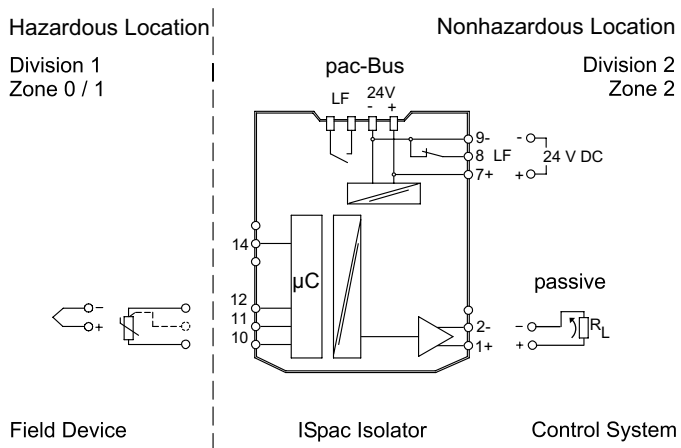 Hazardous Location
Nonhazardous Location
Division 1
Zone 0 / 1
pac-Bus
Division 2
Zone 2
LF
24V
- +
9-
8 LF
7+
-
+
24 V DC
14
µC
12
11
10
-
+
passive
2-
1+
-
+
RL
Field Device
ISpac Isolator
Control System